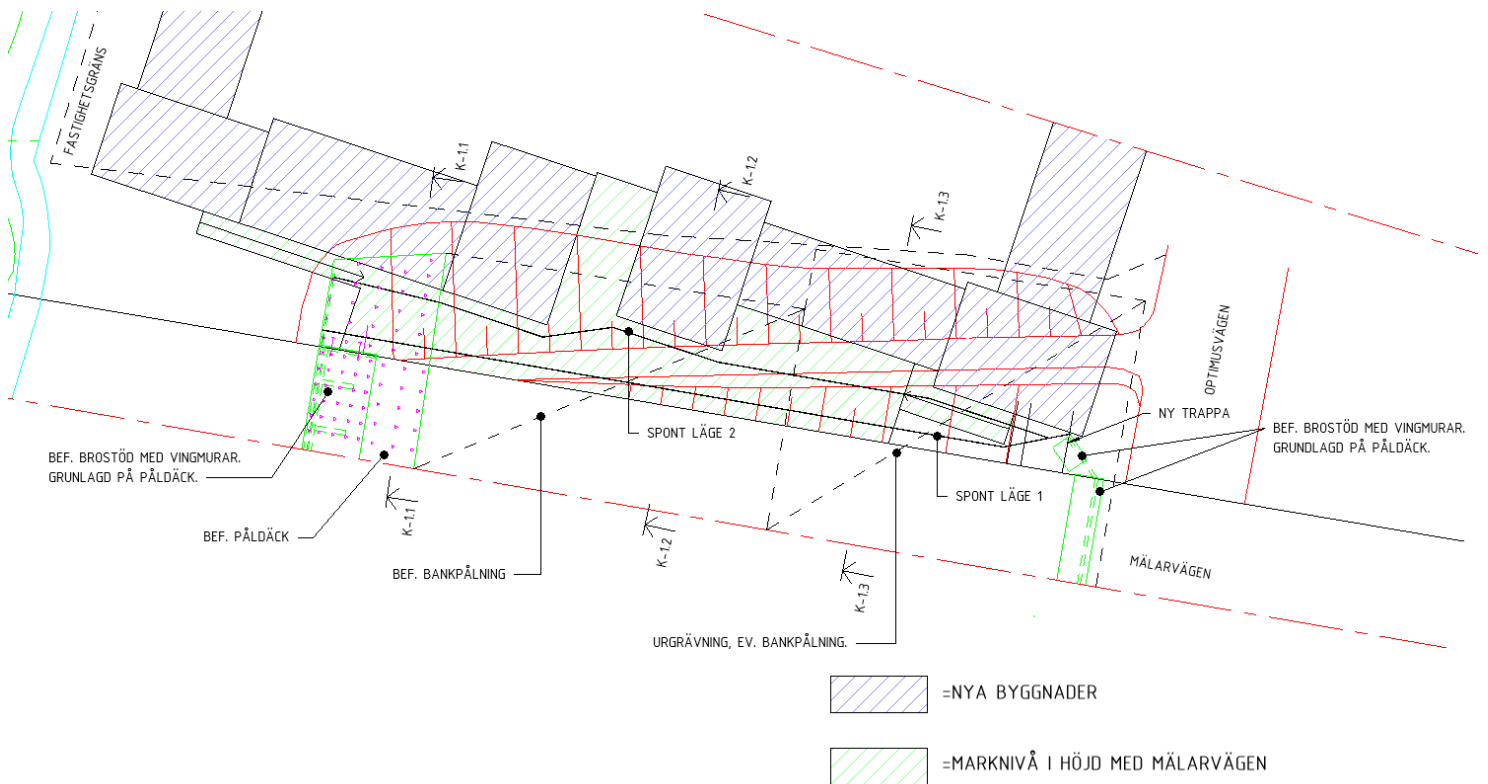 FASTIGHETSGRÄNS
K-1.1
K-1.2
K-1.3
OPTIMUSVÄGEN
NY TRAPPA
BEF. BROSTÖD MED VINGMURAR.
GRUNDLAGD PÅ PÅLDÄCK.
SPONT LÄGE 2
BEF. BROSTÖD MED VINGMURAR.
GRUNLAGD PÅ PÅLDÄCK.
SPONT LÄGE 1
K-1.1
BEF. PÅLDÄCK
K-1.2
MÄLARVÄGEN
BEF. BANKPÅLNING
K-1.3
URGRÄVNING, EV. BANKPÅLNING.
=NYA BYGGNADER
=MARKNIVÅ I HÖJD MED MÄLARVÄGEN